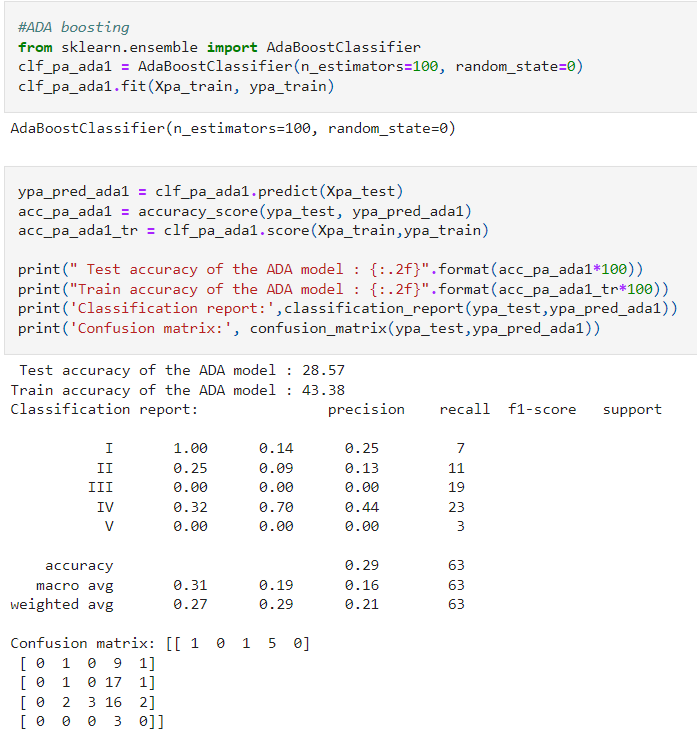 #ADA boosting
from sklearn.ensemble import AdaBoostClassifier
clf_pa_ada1 = AdaBoostClassifier(n_estimators=100, random_state=0)
clf_pa_ada1.fit(Xpa_train, ypa_train)
AdaBoostClassifier(n_estimators=100, random_state=0)
ypa_pred_ada1 = clf_pa_ada1.predict(Xpa_test)
acc_pa_ada1 = accuracy_score(ypa_test, ypa_pred_ada1)
acc_pa_ada1_tr = clf_pa_ada1.score(Xpa_train,ypa_train)
print(" Test accuracy of the ADA model : {:.2f}".format(acc_pa_ada1*100))
print("Train accuracy of the ADA model : {:.2f}".format(acc_pa_ada1_tr*100))
print('Classification report:',classification_report(ypa_test,ypa_pred_ada1))
print('Confusion matrix:', confusion_matrix(ypa_test,ypa_pred_ada1))
 Test accuracy of the ADA model : 28.57
Train accuracy of the ADA model : 43.38
Classification report:               precision    recall  f1-score   support
           I       1.00      0.14      0.25         7
          II       0.25      0.09      0.13        11
         III       0.00      0.00      0.00        19
          IV       0.32      0.70      0.44        23
           V       0.00      0.00      0.00         3
    accuracy                           0.29        63
   macro avg       0.31      0.19      0.16        63
weighted avg       0.27      0.29      0.21        63
Confusion matrix: [[ 1  0  1  5  0]
 [ 0  1  0  9  1]
 [ 0  1  0 17  1]
 [ 0  2  3 16  2]
 [ 0  0  0  3  0]]